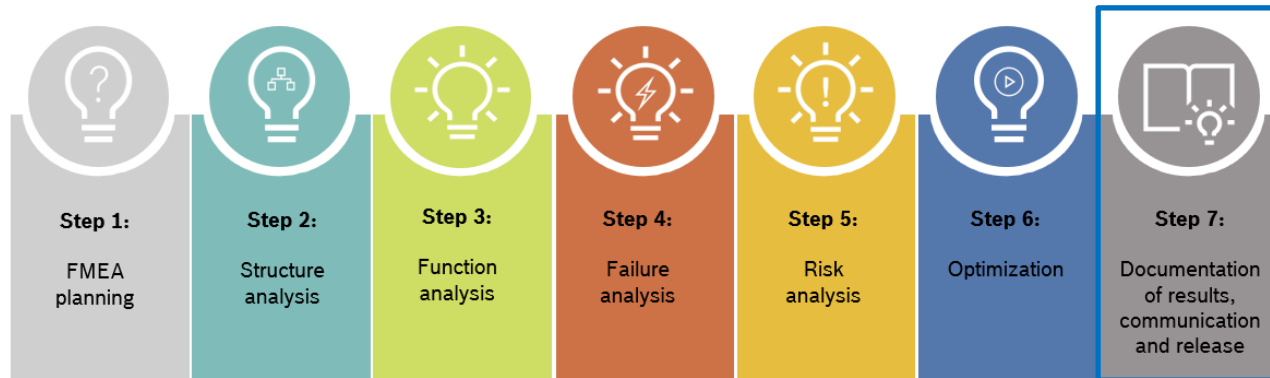 Step 1:
FMEA
planning
Step 2:
Structure
analysis
Step 3:
Function
analysis
Step 4:
Failure
analysis
Step 5:
Risk
analysis
Step 6:
Optimization
Step 7:
Documentation
of results,
communication
and release